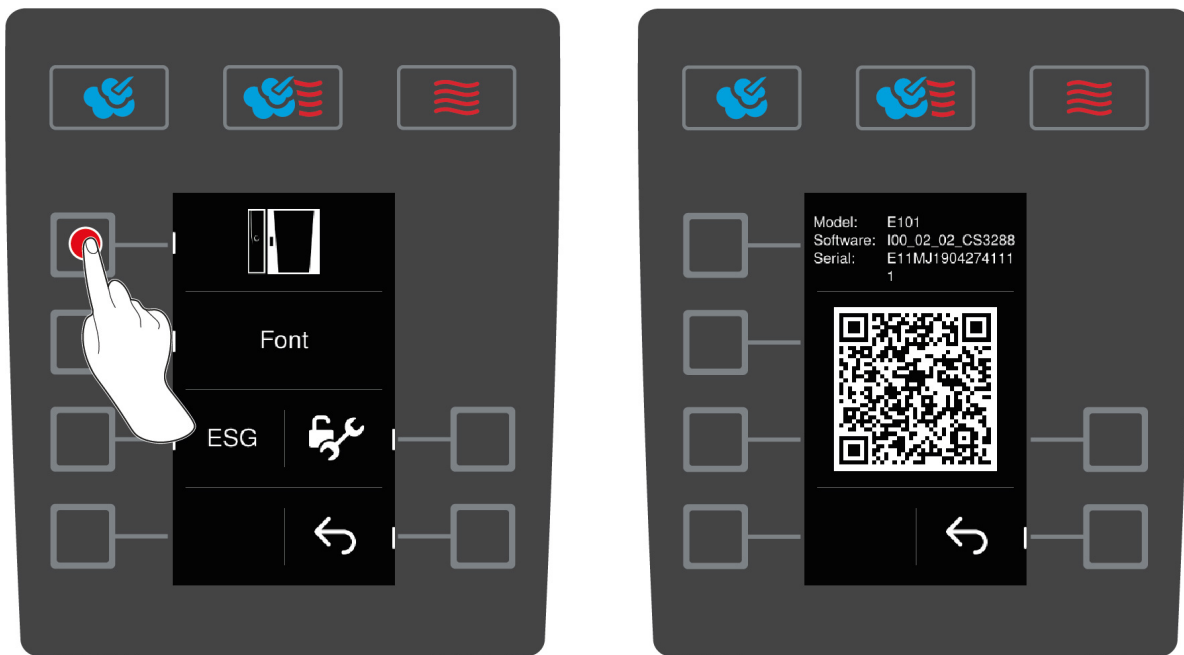 Font
ESG
Model: E101
Software: I00_02_02_CS3288
Serial: E11MJ1904274111
1